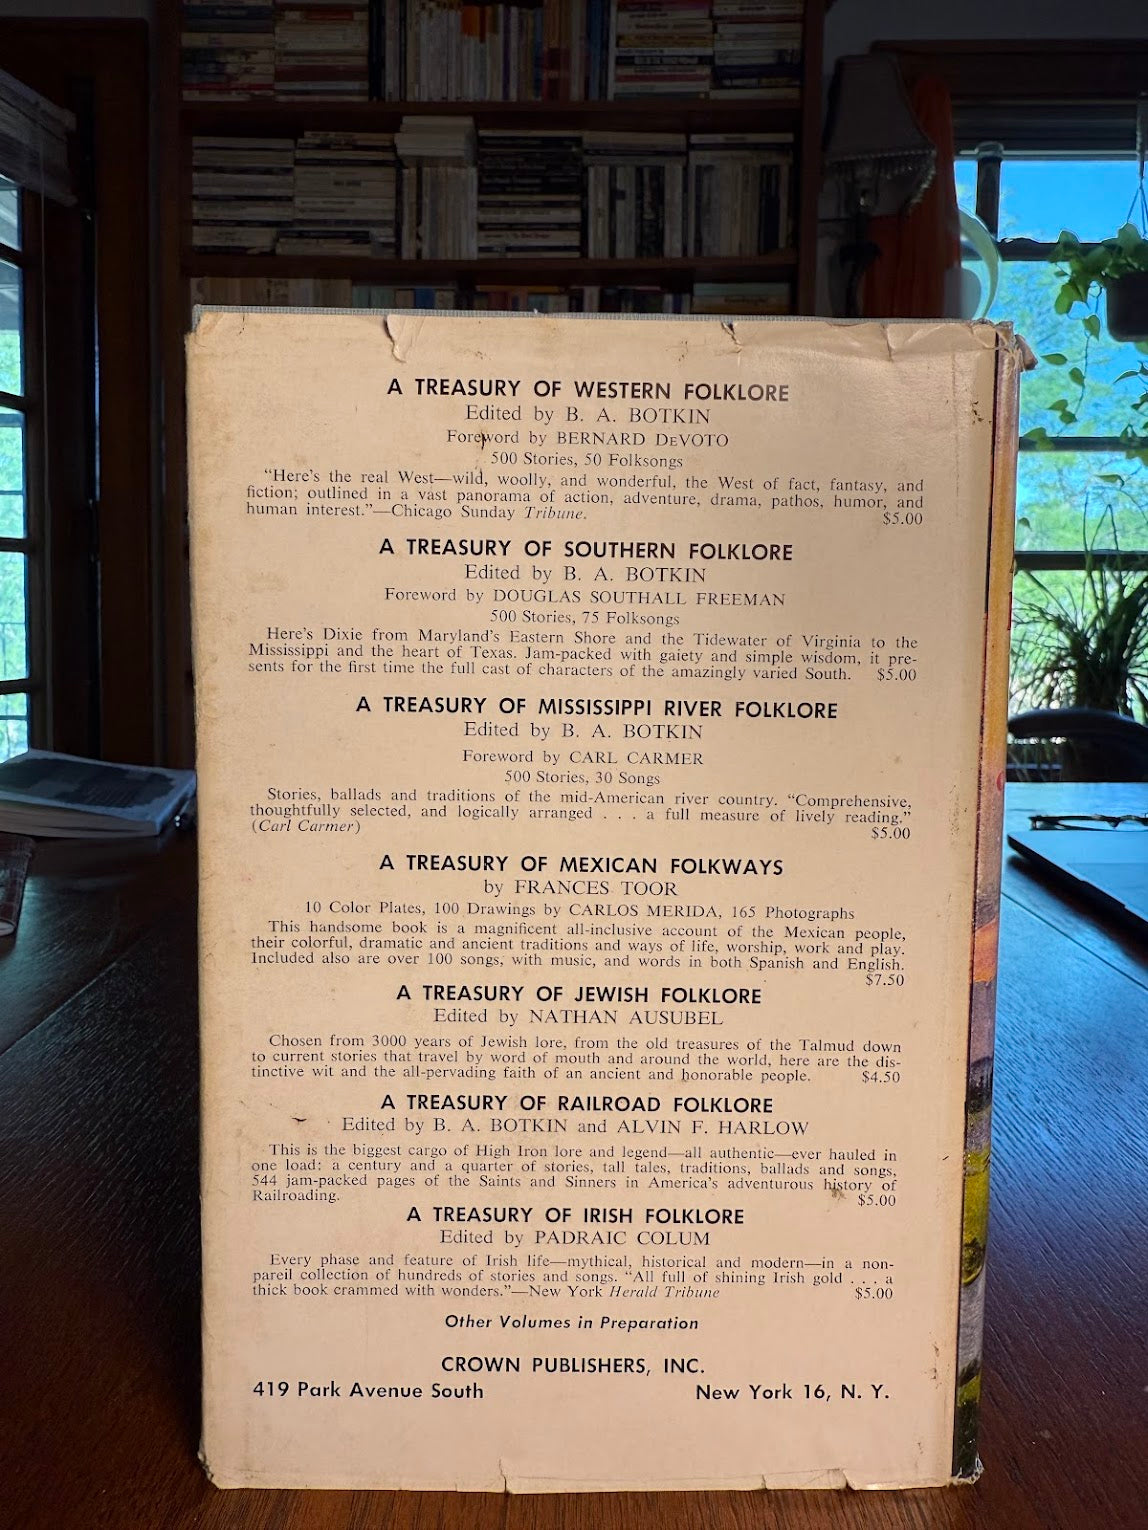 A TREASURY OF WESTERN FOLKLORE
Edited by B. A. BOTKIN
Foreword by BERNARD DeVOTO
500 Stories, 50 Folksongs
“Here’s the real West—wild, woolly, and wonderful, the West of fact, fantasy, and
fiction; outlined in a vast panorama of action, adventure, drama, pathos, humor, and
human interest.”—Chicago Sunday Tribune. $5.00
A TREASURY OF SOUTHERN FOLKLORE
Edited by B. A. BOTKIN
Foreword by DOUGLAS SOUTHALL FREEMAN
500 Stories, 75 Folksongs
Here’s Dixie from Maryland’s Eastern Shore and the Tidewater of Virginia to the
Mississippi and the heart of Texas. Jam-packed with gaiety and simple wisdom, it pre-
sents for the first time the full cast of characters of the amazingly varied South. $5.00
A TREASURY OF MISSISSIPPI RIVER FOLKLORE
Edited by B. A. BOTKIN
Foreword by CARL CARMER
500 Stories, 30 Songs
Stories, ballads and traditions of the mid-American river country. “Comprehensive,
thoughtfully selected, and logically arranged . . . a full measure of lively reading.”
(Carl Carmer) $5.00
A TREASURY OF MEXICAN FOLKWAYS
by FRANCES TOOR
10 Color Plates, 100 Drawings by CARLOS MERIDA, 165 Photographs
This handsome book is a magnificent all-inclusive account of the Mexican people,
their colorful, dramatic and ancient traditions and ways of life, worship, work and play.
Included also are over 100 songs, with music, and words in both Spanish and English.
$7.50
A TREASURY OF JEWISH FOLKLORE
Edited by NATHAN AUSUBEL
Chosen from 3000 years of Jewish lore, from the old treasures of the Talmud down
to current stories that travel by word of mouth and around the world, here are the dis-
tinctive wit and the all-pervading faith of an ancient and honorable people. $4.50
A TREASURY OF RAILROAD FOLKLORE
Edited by B. A. BOTKIN and ALVIN F. HARLOW
This is the biggest cargo of High Iron lore and legend—all authentic—ever hauled in
one load: a century and a quarter of stories, tall tales, traditions, ballads and songs,
544 jam-packed pages of the Saints and Sinners in America’s adventurous history of
Railroading. $5.00
A TREASURY OF IRISH FOLKLORE
Edited by PADRAIC COLUM
Every phase and feature of Irish life—mythical, historical and modern—in a non-
pareil collection of hundreds of stories and songs. “All full of shining Irish gold . . . a
thick book crammed with wonders.”—New York Herald Tribune $5.00
Other Volumes in Preparation
CROWN PUBLISHERS, INC.
419 Park Avenue South New York 16, N. Y.